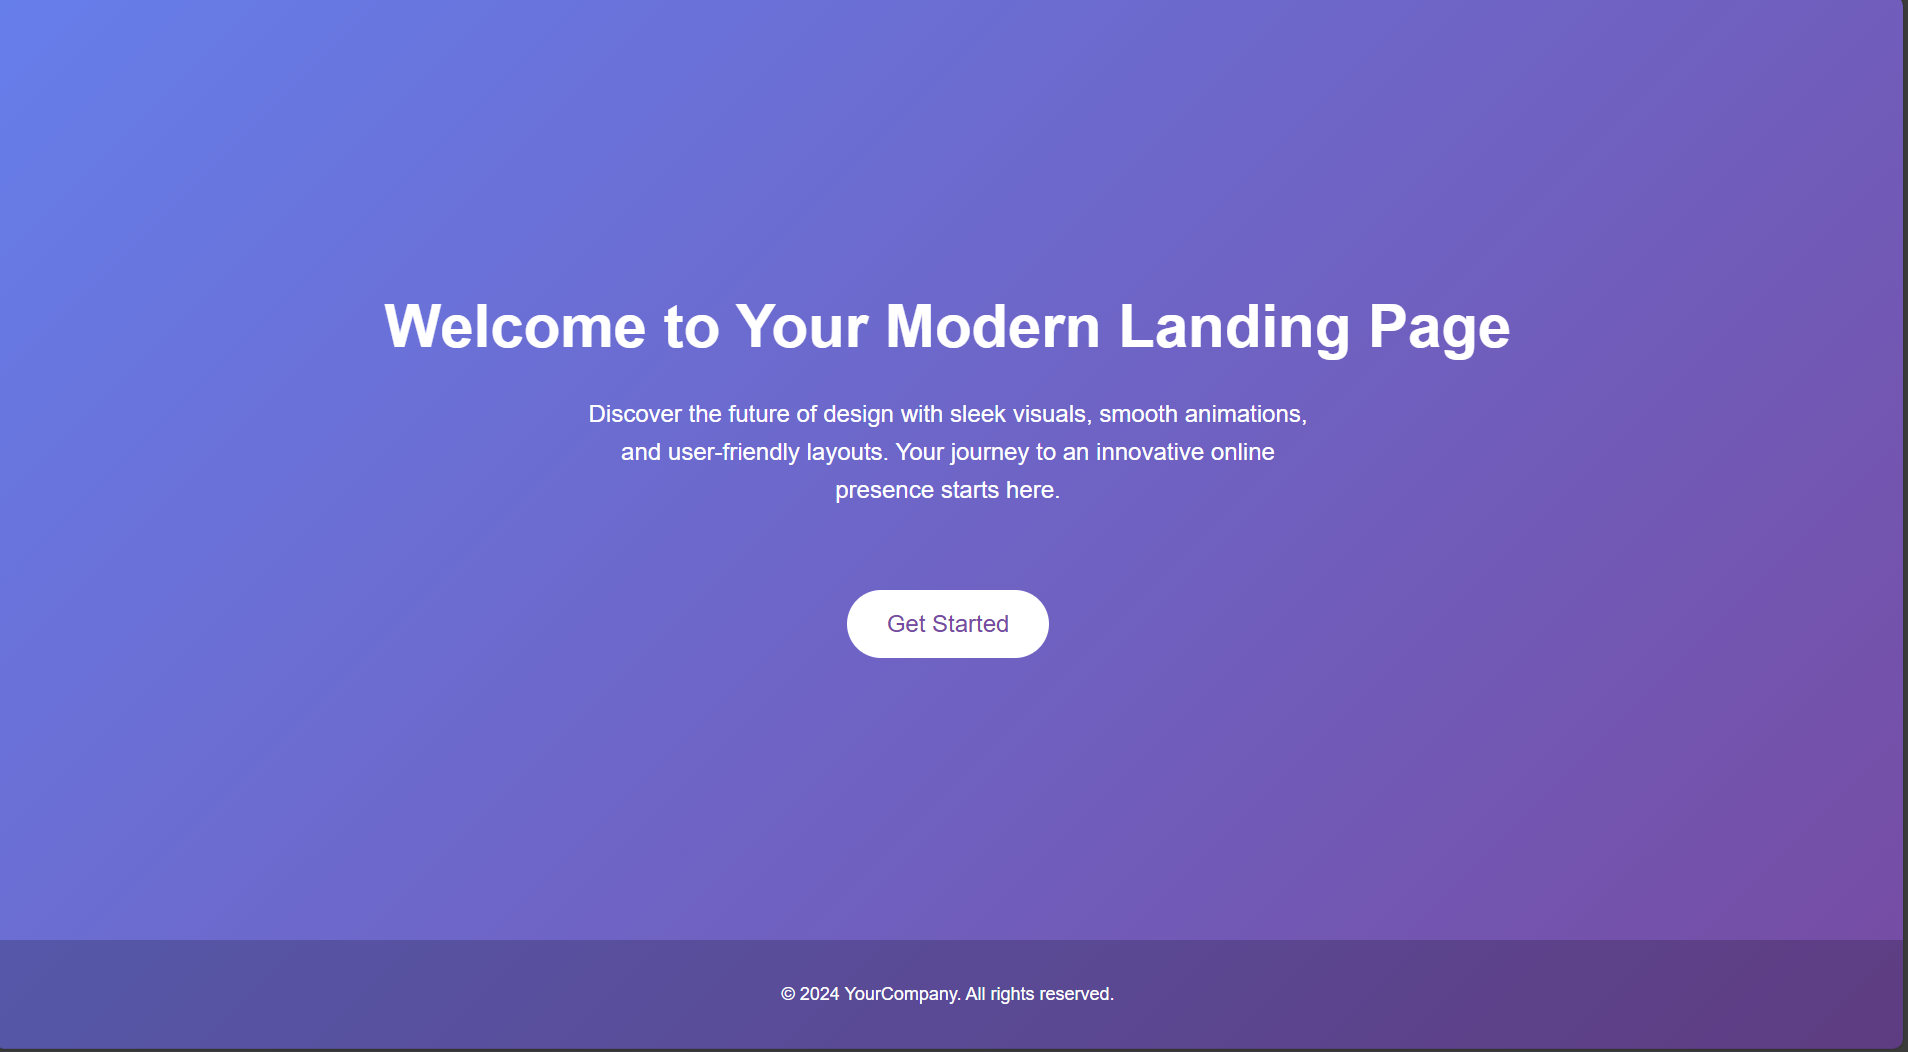 Welcome to Your Modern Landing Page
Discover the future of design with sleek visuals, smooth animations,
and user-friendly layouts. Your journey to an innovative online
presence starts here.
Get Started
© 2024 YourCompany. All rights reserved.